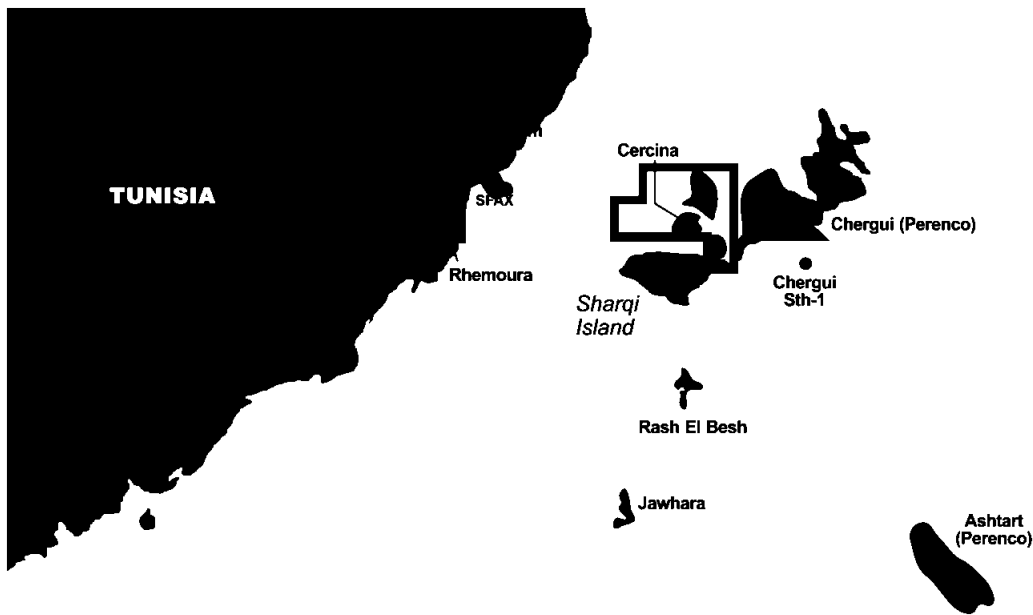 Cercina
TUNISIA
SFAX
Chergui (Perenco)
Rhemoura
Chergui
Sth-1
Sharqi
Island
Rash El Besh
Jawhara
Ashtart
(Perenco)